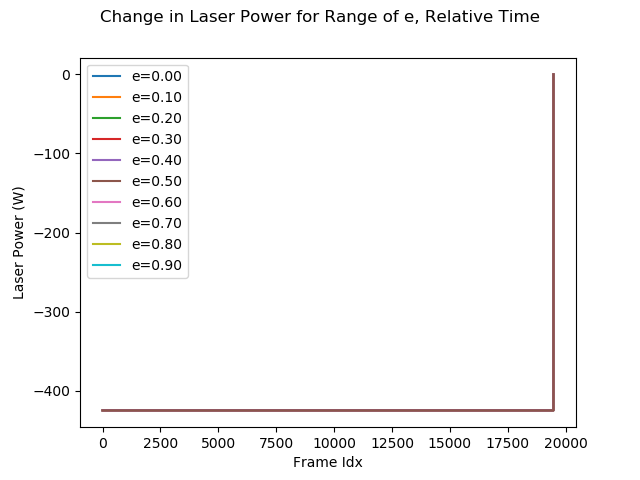 Change in Laser Power for Range of e, Relative Time
0
−100
−200
−300
−400
Laser Power (W)
e=0.00
e=0.10
e=0.20
e=0.30
e=0.40
e=0.50
e=0.60
e=0.70
e=0.80
e=0.90
0 2500 5000 7500 10000 12500 15000 17500 20000
Frame Idx